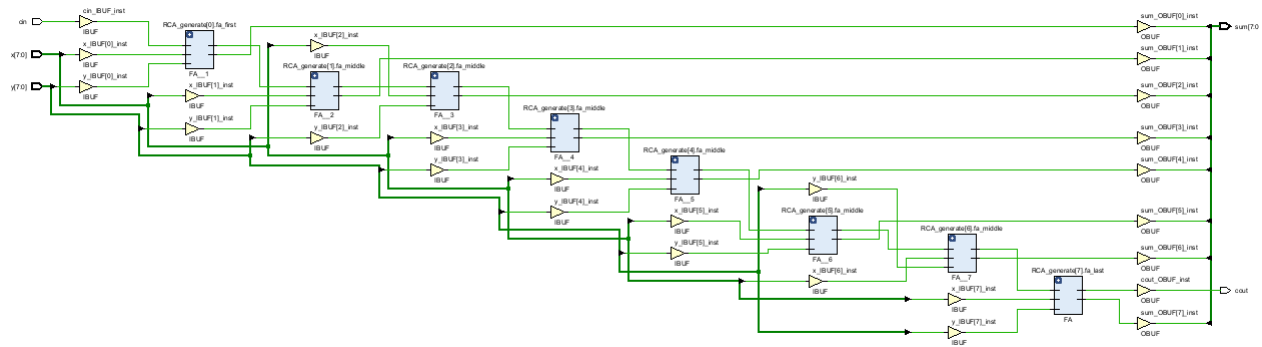 cin_IBUF_inst
sum_OBUF[0]_inst
cin
RCA_generate[0].fa_first
sum[7:0]
IBUF
x_IBUF[2]_inst
OBUF
x_IBUF[0]_inst
sum_OBUF[1]_inst
x[7:0]
IBUF
IBUF
OBUF
y_IBUF[0]_inst
FA__1
RCA_generate[1].fa_middle
RCA_generate[2].fa_middle
y[7:0]
IBUF
x_IBUF[1]_inst
sum_OBUF[2]_inst
IBUF
FA__2
FA__3
OBUF
y_IBUF[1]_inst
RCA_generate[3].fa_middle
IBUF
y_IBUF[2]_inst
x_IBUF[3]_inst
sum_OBUF[3]_inst
IBUF
IBUF
FA__4
OBUF
y_IBUF[3]_inst
RCA_generate[4].fa_middle
sum_OBUF[4]_inst
IBUF
x_IBUF[4]_inst
OBUF
IBUF
y_IBUF[6]_inst
FA__5
y_IBUF[4]_inst
IBUF
IBUF
x_IBUF[5]_inst
RCA_generate[5].fa_middle
sum_OBUF[5]_inst
IBUF
RCA_generate[6].fa_middle
OBUF
y_IBUF[5]_inst
sum_OBUF[6]_inst
IBUF
FA__6
OBUF
x_IBUF[6]_inst
FA__7
RCA_generate[7].fa_last
cout_OBUF_inst
IBUF
x_IBUF[7]_inst
cout
OBUF
IBUF
sum_OBUF[7]_inst
y_IBUF[7]_inst
FA
OBUF
IBUF